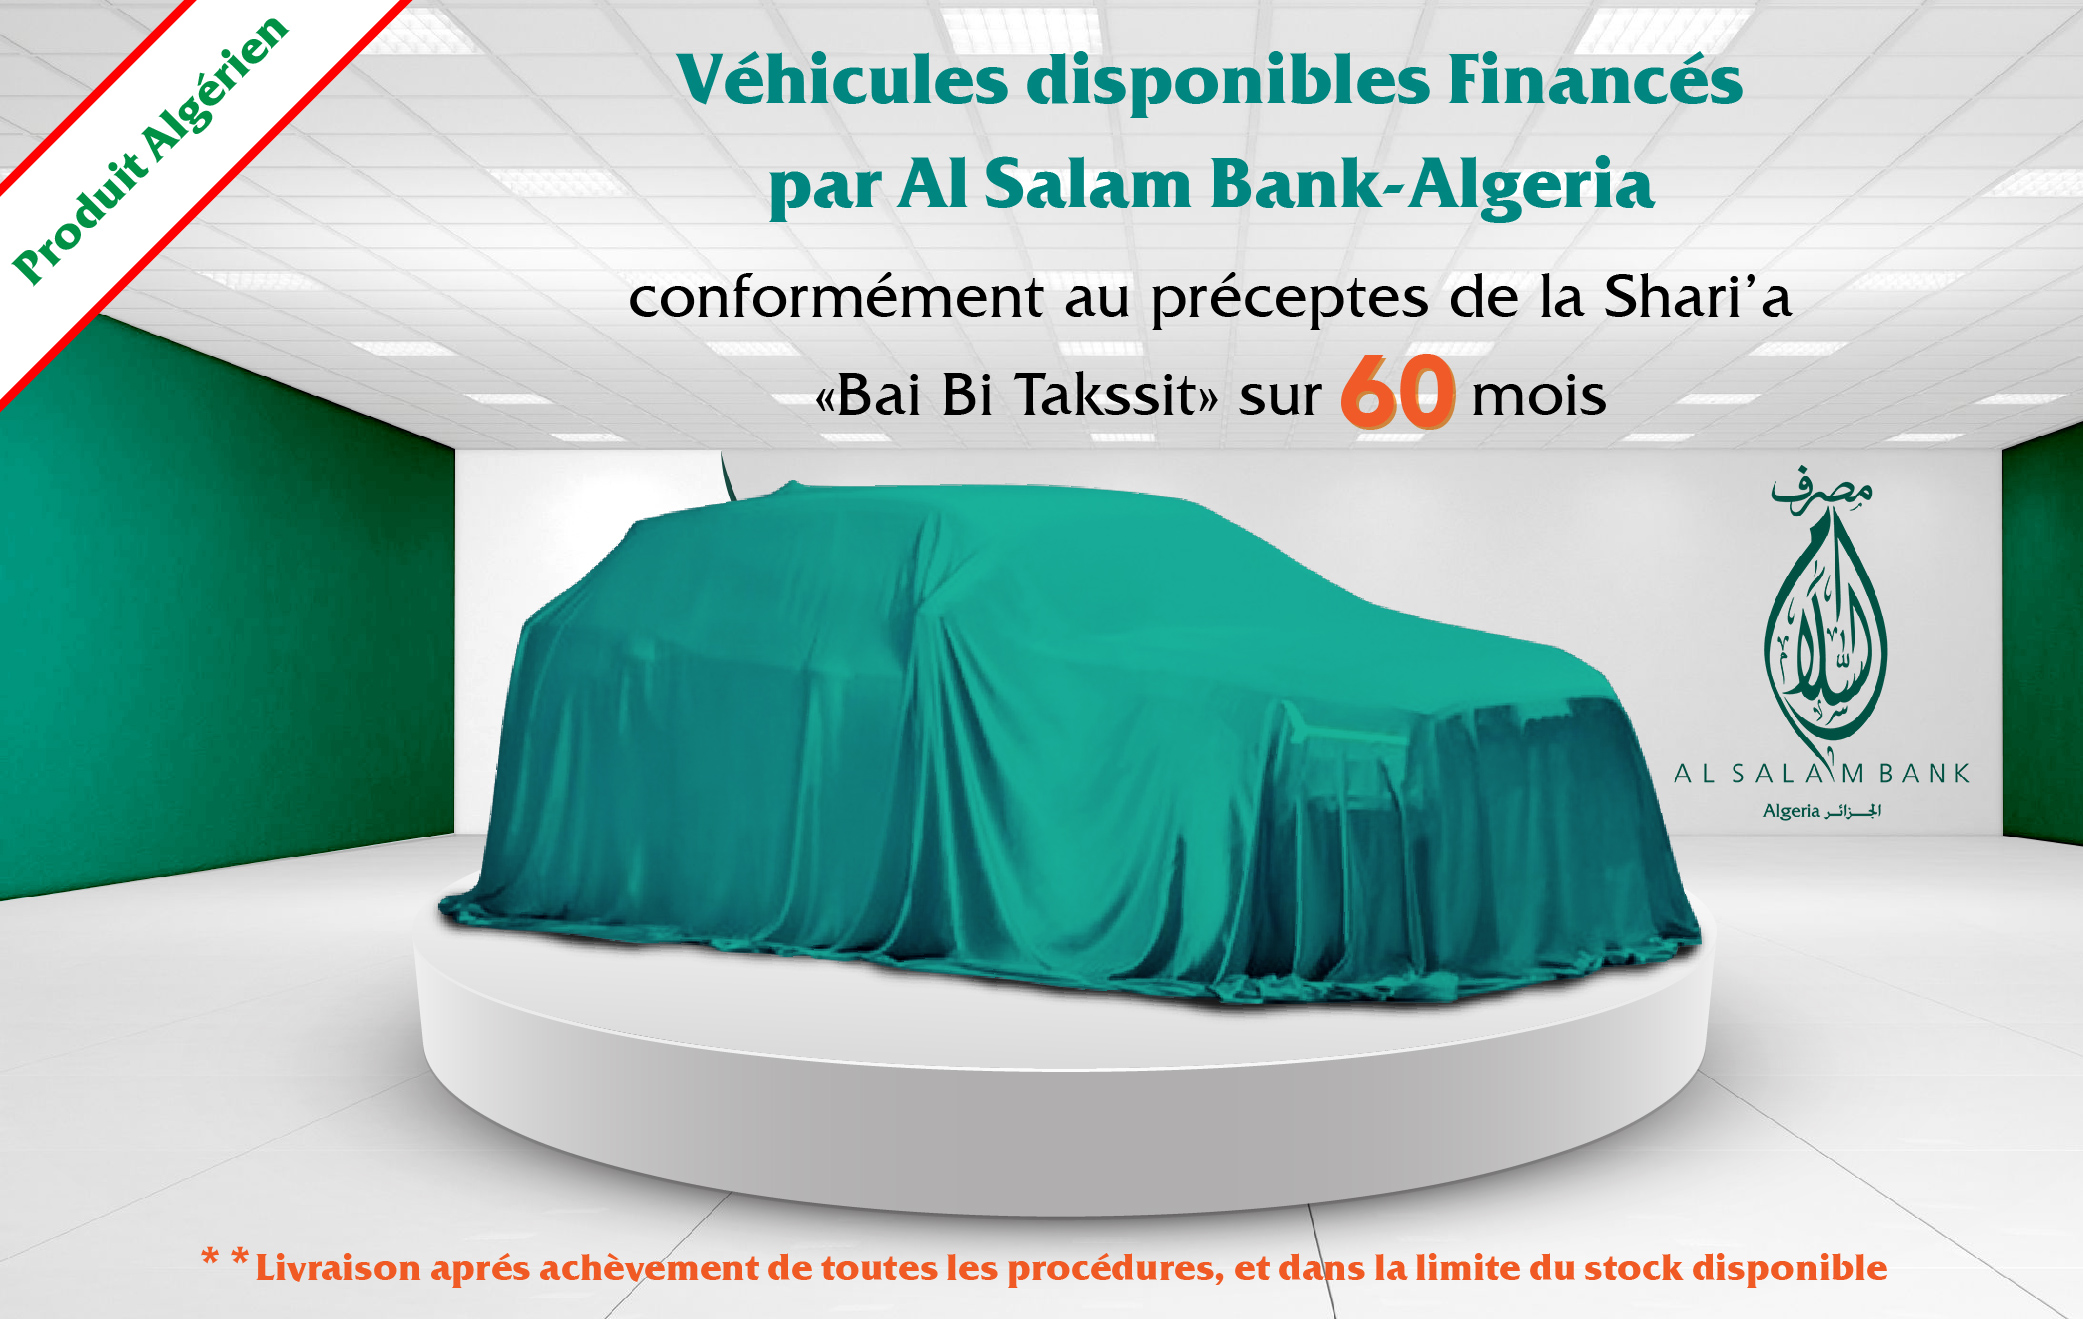 Produit Algérien
Véhicules disponibles Financés
par Al Salam Bank-Algeria
conformément au préceptes de la Shari’a
«Bai Bi Takssit» sur 60 mois
مصرف
السلام
AL SALAM BANK
Algeria الجزائر
**Livraison aprés achèvement de toutes les procédures, et dans la limite du stock disponible